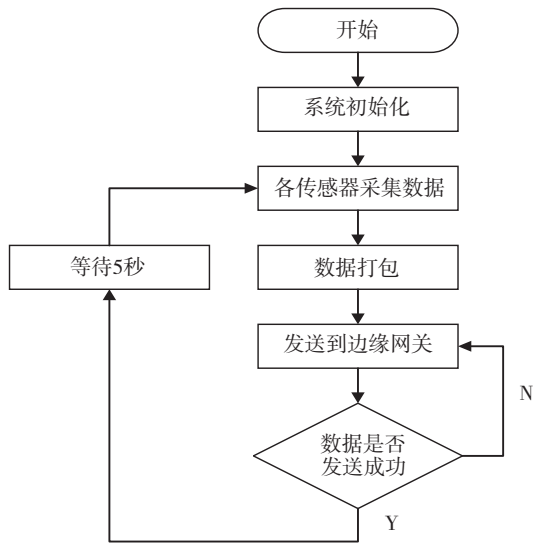 开始
系统初始化
各传感器采集数据
等待5秒
数据打包
发送到边缘网关
N
数据是否
发送成功
Y